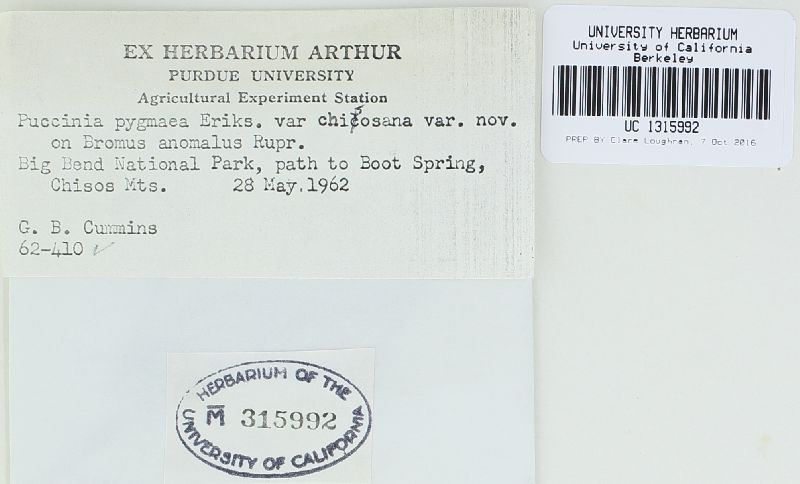 EX HERBARIUM ARTHUR
PURDUE UNIVERSITY
Agricultural Experiment Station
Puccinia pygmaea Eriks. var chisosana var. nov.
on Bromus anomalus Rupr.
Big Bend National Park, path to Boot Spring,
Chisos Mts. 28 May.1962
G. B. Cummins
62-410
UNIVERSITY HERBARIUM
University of California
Berkeley
UC 1315992
PREP BY Clare Loughran, 7 Oct 2016
HERBARIUM OF THE
M̅ 315992
UNIVERSITY OF CALIFORNIA